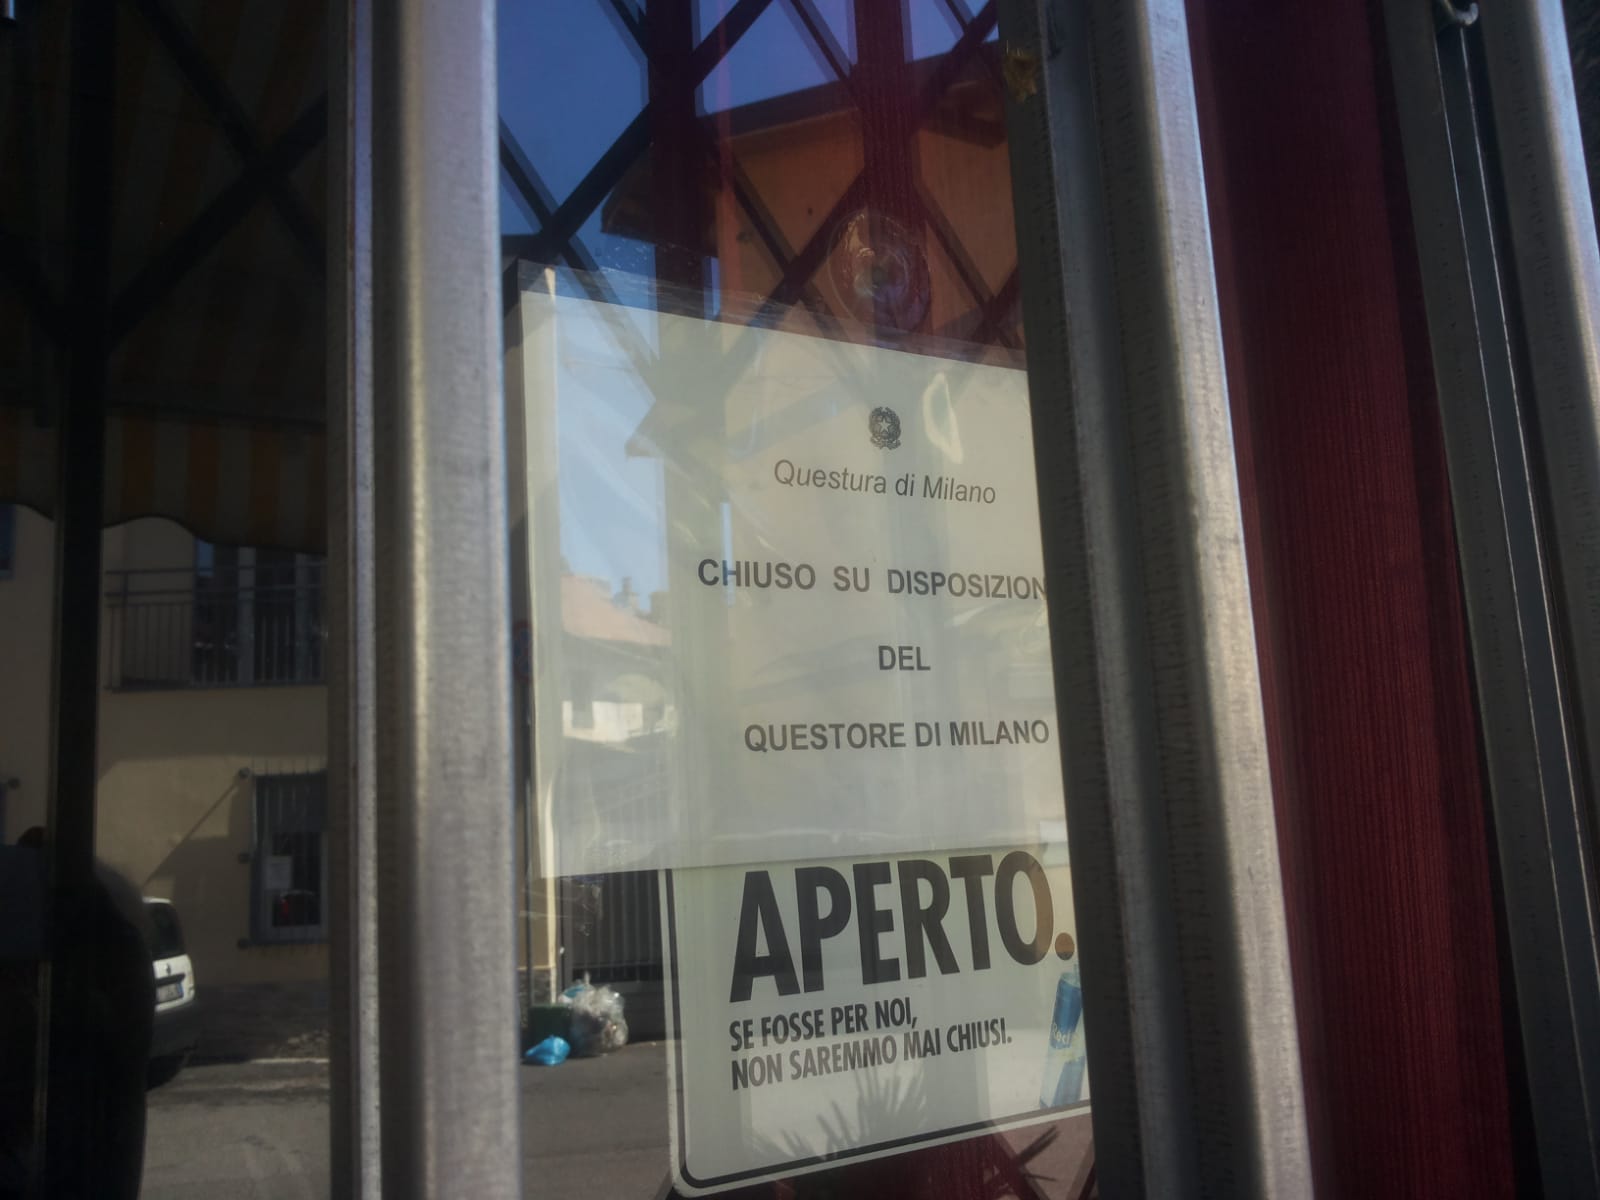 Questura di Milano
CHIUSO SU DISPOSIZION
DEL
QUESTORE DI MILANO
APERTO.
SE FOSSE PER NOI,
NON SAREMMO MAI CHIUSI.